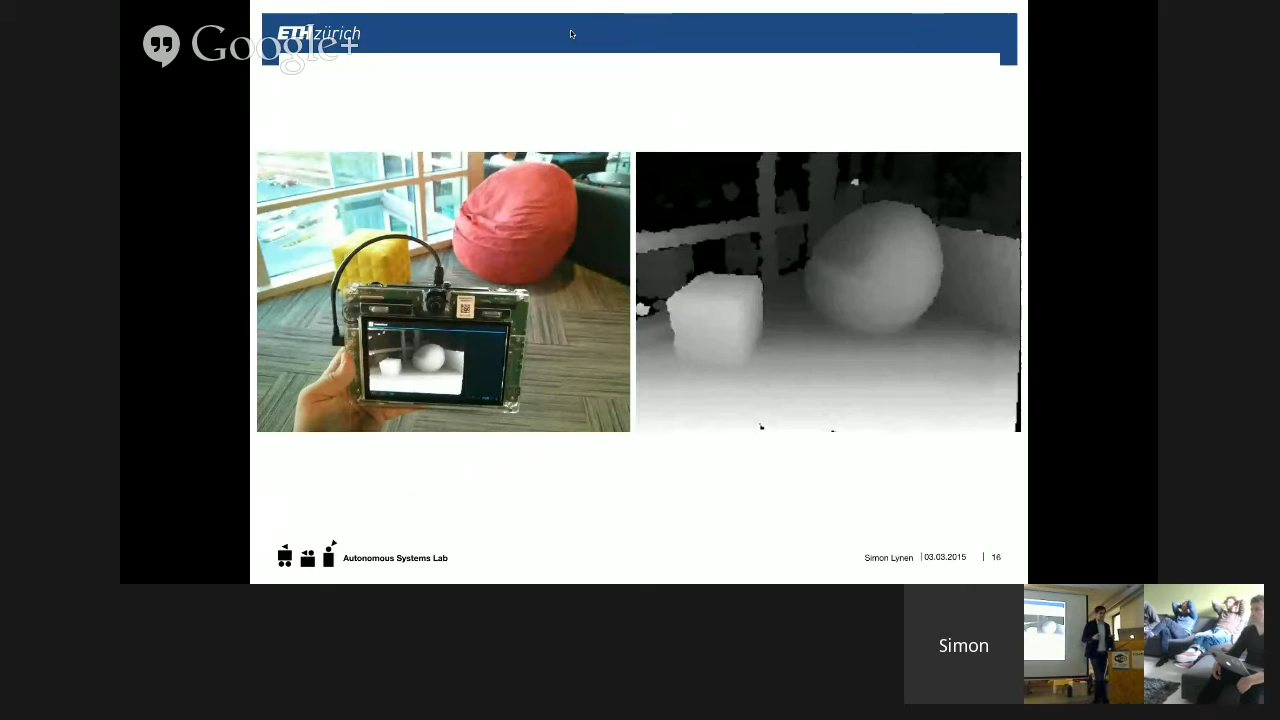 ETH zürich
Google+
Autonomous Systems Lab
Simon Lynen | 03.03.2015 | 16
Simon